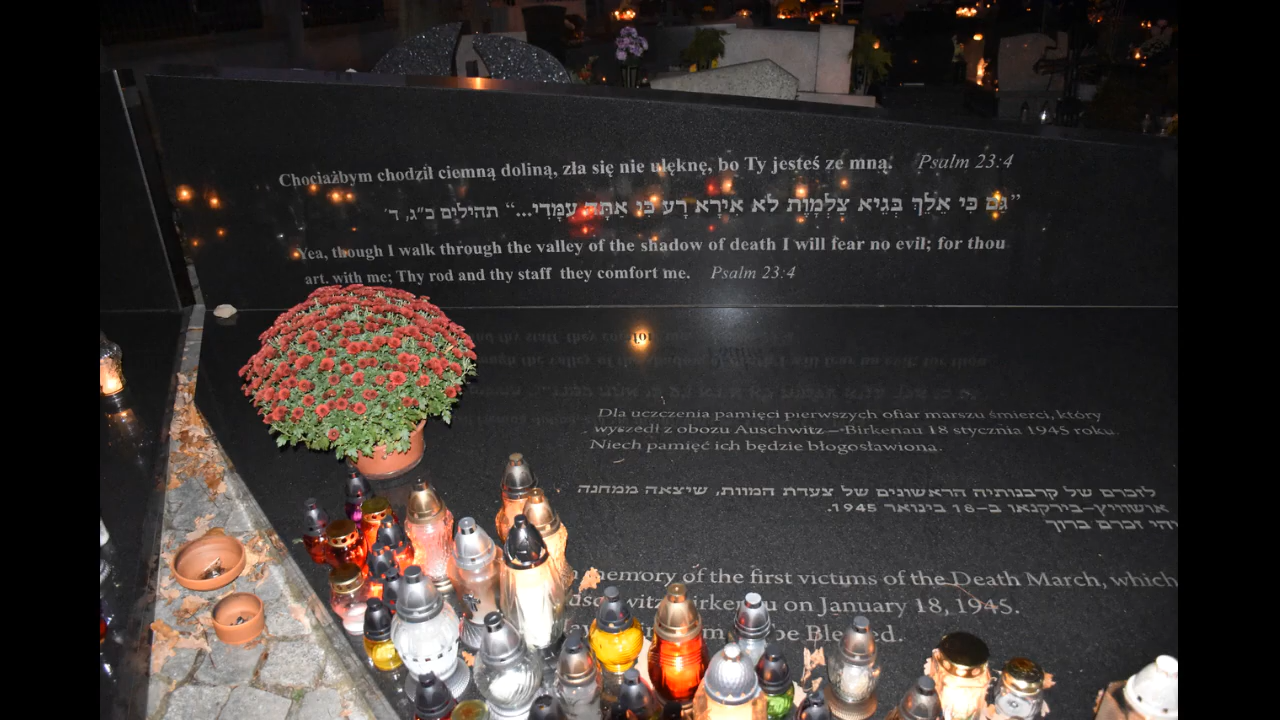 Chociażbym chodził ciemną doliną, zła się nie ulęknę, bo Ty jesteś ze mną. Psalm 23:4
”גַּם כִּי אֵלֵךְ בְּגֵיא צַלְמָוֶת לֹא אִירָא רָע כִּי אַתָּה עִמָּדִי...“ תהילים כ״ג, ד׳
Yea, though I walk through the valley of the shadow of death I will fear no evil; for thou
art. with me; Thy rod and thy staff they comfort me. Psalm 23:4
Dla uczczenia pamięci pierwszych ofiar marszu śmierci, który
wyszedł z obozu Auschwitz – Birkenau 18 stycznia 1945 roku.
Niech pamięć ich będzie błogosławiona.
לזכרם של קרבנותיה הראשונים של צעדת המוות, שיצאה ממחנה
אושוויץ-בירקנאו ב-18 בינואר 1945.
יהי זכרם ברוך
memory of the first victims of the Death March, which
on January 18, 1945.
be Blessed.